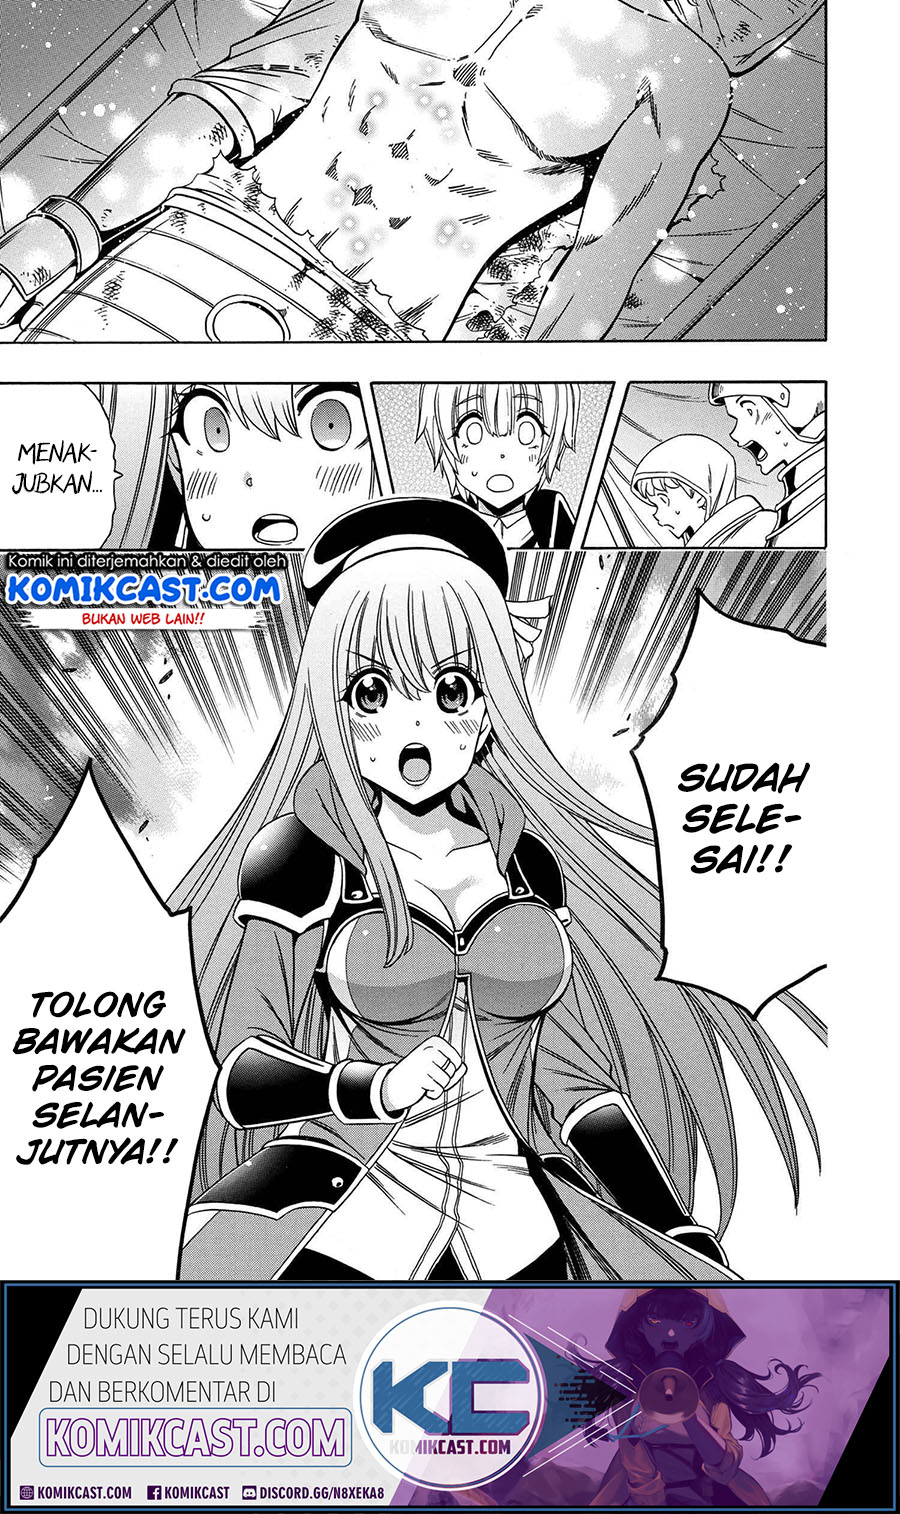 MENAK-
JUBKAN...
Komik ini diterjemahkan & diedit oleh
KOMIKCAST.COM
BUKAN WEB LAIN!!
SUDAH
SELE-
SAI!!
TOLONG
BAWAKAN
PASIEN
SELAN-
JUTNYA!!
DUKUNG TERUS KAMI
DENGAN SELALU MEMBACA
DAN BERKOMENTAR DI
KOMIKCAST.COM
KC
KOMIKCAST.COM
KOMIKCAST.COM
KOMIKCAST
DISCORD.GG/N8XEKA8